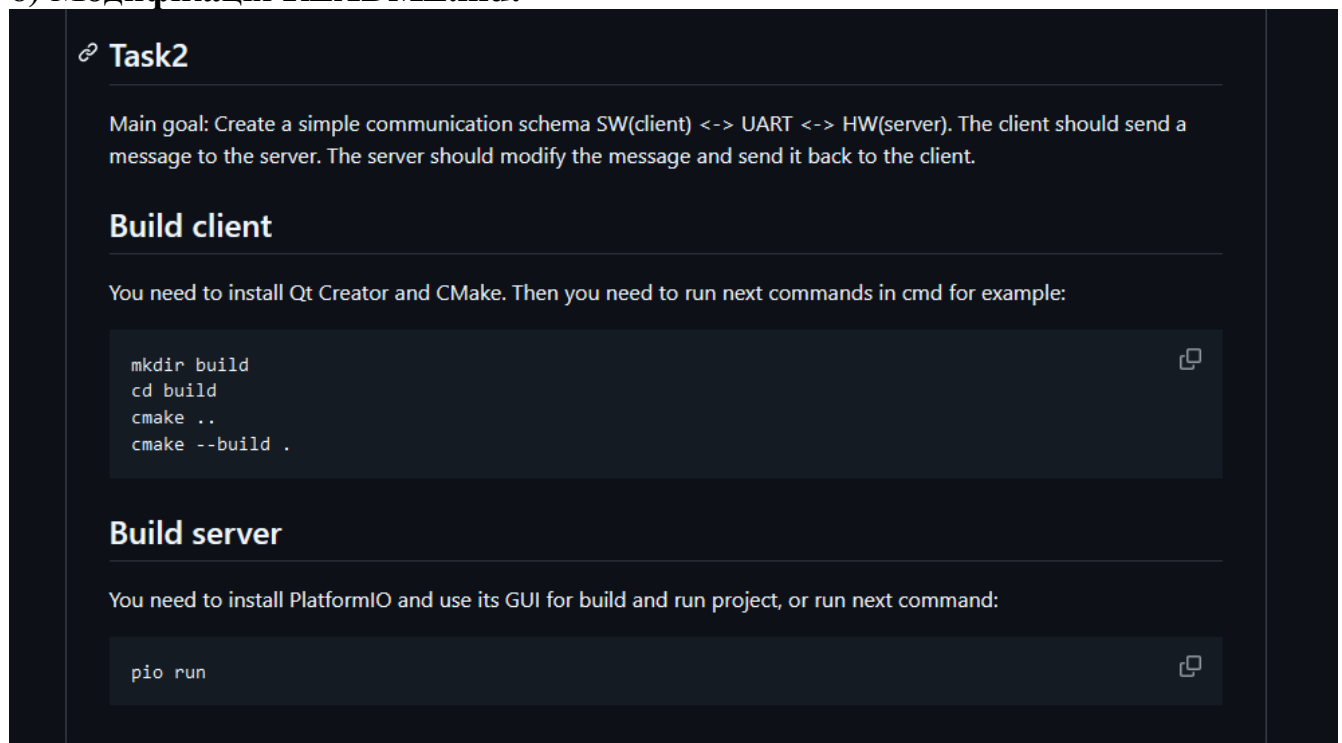 Task2
Main goal: Create a simple communication schema SW(client) <-> UART <-> HW(server). The client should send a
message to the server. The server should modify the message and send it back to the client.
Build client
You need to install Qt Creator and CMake. Then you need to run next commands in cmd for example:
mkdir build
cd build
cmake ..
cmake --build .
Build server
You need to install PlatformIO and use its GUI for build and run project, or run next command:
pio run